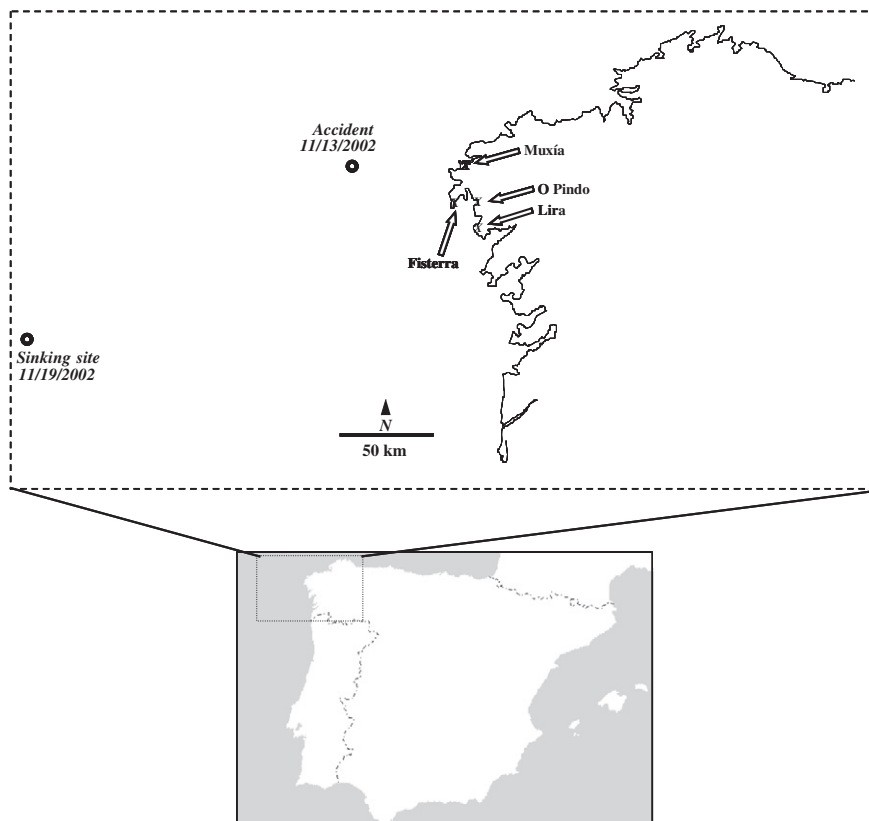 Accident
11/13/2002
Muxía
O Pindo
Lira
Fisterra
Sinking site
11/19/2002
N
50 km